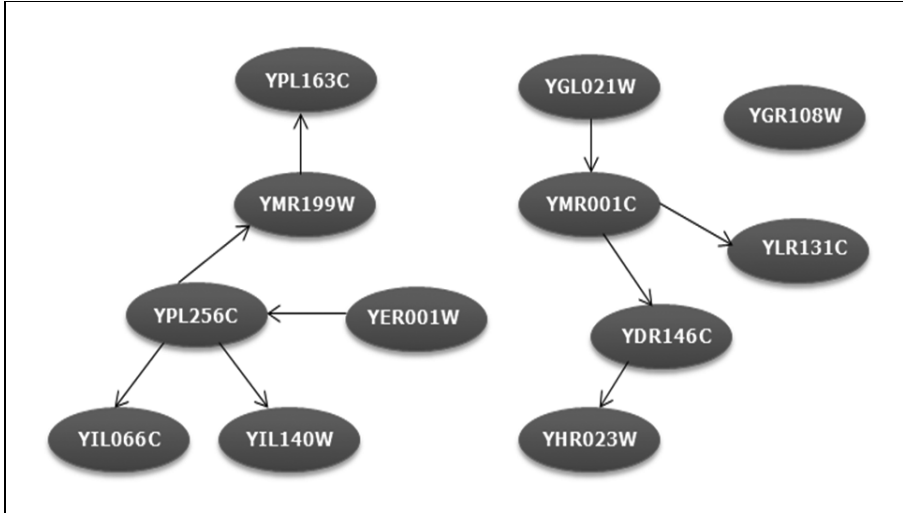 YPL163C
YGL021W
YGR108W
YMR199W
YMR001C
YLR131C
YPL256C
YER001W
YDR146C
YIL066C
YIL140W
YHR023W